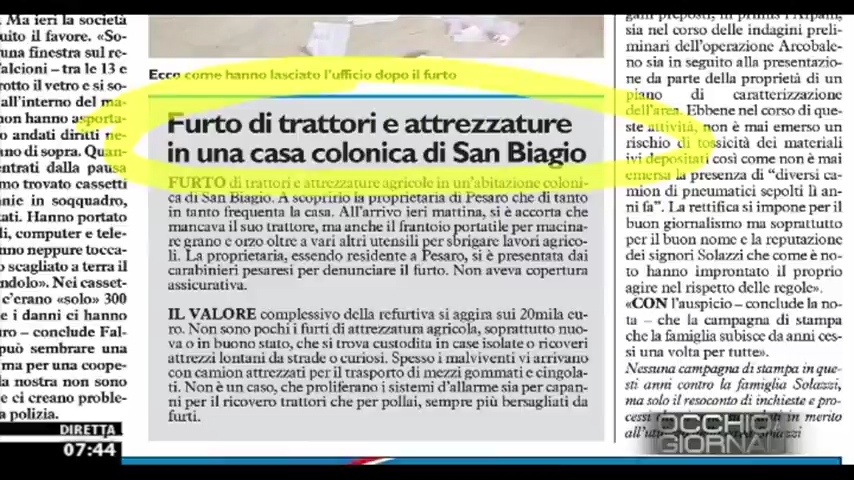 . Ma ieri la società
uito il favore. «So-
una finestra sul re-
alcioni – tra le 13 e
rotto il vetro e si so-
all'interno del ma-
non hanno asporta-
o andati diritti ne-
ano di sopra. Quan-
entrati dalla pausa
mo trovato cassetti
nie in soqquadro,
tati. Hanno portato
li, computer e tele-
nno neppure tocca-
o scagliato a terra il
ndolo». Nei casset-
c'erano «solo» 300
e i danni ci hanno
ro – conclude Fal-
può sembrare una
ma per una coope-
la nostra non sono
e ci creano proble-
a polizia.
DIRETTA
07:44
Ecco come hanno lasciato l'ufficio dopo il furto
Furto di trattori e attrezzature
in una casa colonica di San Biagio
FURTO di trattori e attrezzature agricole in un'abitazione coloni-
ca di San Biagio. A scoprirlo la proprietaria di Pesaro che di tanto
in tanto frequenta la casa. All'arrivo ieri mattina, si è accorta che
mancava il suo trattore, ma anche il frantoio portatile per macina-
re grano e orzo oltre a vari altri utensili per sbrigare lavori agrico-
li. La proprietaria, essendo residente a Pesaro, si è presentata dai
carabinieri pesaresi per denunciare il furto. Non aveva copertura
assicurativa.
IL VALORE complessivo della refurtiva si aggira sui 20mila eu-
ro. Non sono pochi i furti di attrezzatura agricola, soprattutto nuo-
va o in buono stato, che si trova custodita in case isolate o ricoveri
attrezzi lontani da strade o curiosi. Spesso i malviventi vi arrivano
con camion attrezzati per il trasporto di mezzi gommati e cingola-
ti. Non è un caso, che proliferano i sistemi d'allarme sia per capan-
ni per il ricovero trattori che per pollai, sempre più bersagliati da
furti.
gani preposti, in primis l'Arpam,
sia nel corso delle indagini preli-
minari dell'operazione Arcobale-
no sia in seguito alla presentazio-
ne da parte della proprietà di un
piano di caratterizzazione
dell'area. Ebbene nel corso di que-
ste attività, non è mai emerso un
rischio di tossicità dei materiali
ivi depositati così come non è mai
emersa la presenza di "diversi ca-
mion di pneumatici sepolti lì an-
ni fa". La rettifica si impone per il
buon giornalismo ma soprattutto
per il buon nome e la reputazione
dei signori Solazzi che come è no-
to hanno improntato il proprio
agire nel rispetto delle regole».
«CON l'auspicio – conclude la no-
ta – che la campagna di stampa
che la famiglia subisce da anni ces-
si una volta per tutte».
Nessuna campagna di stampa in que-
sti anni contro la famiglia Solazzi,
ma solo il resoconto di inchieste e pro-
cessi
in merito
OCCHIO
GIORNAL